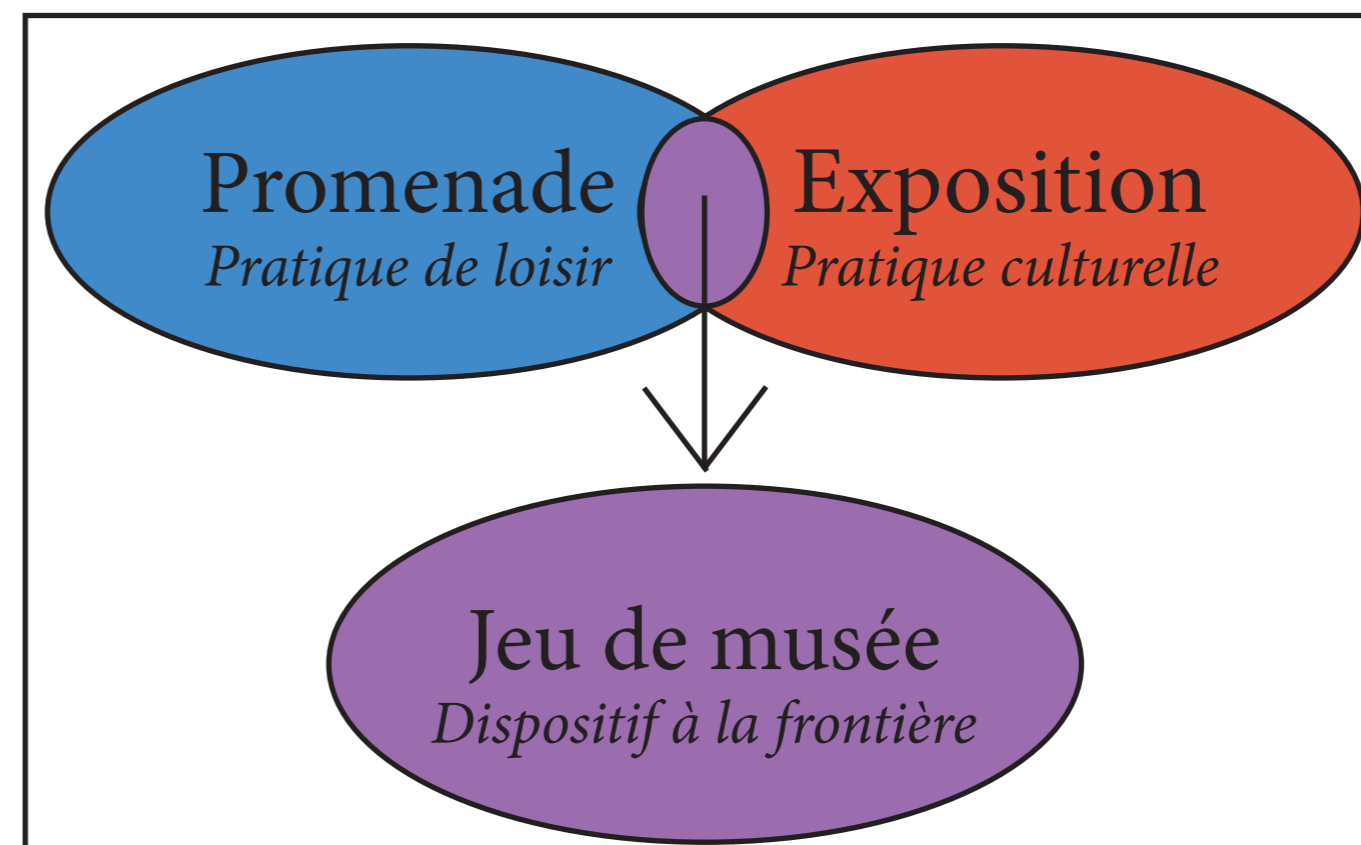 Promenade
Pratique de loisir
Exposition
Pratique culturelle
Jeu de musée
Dispositif à la frontière